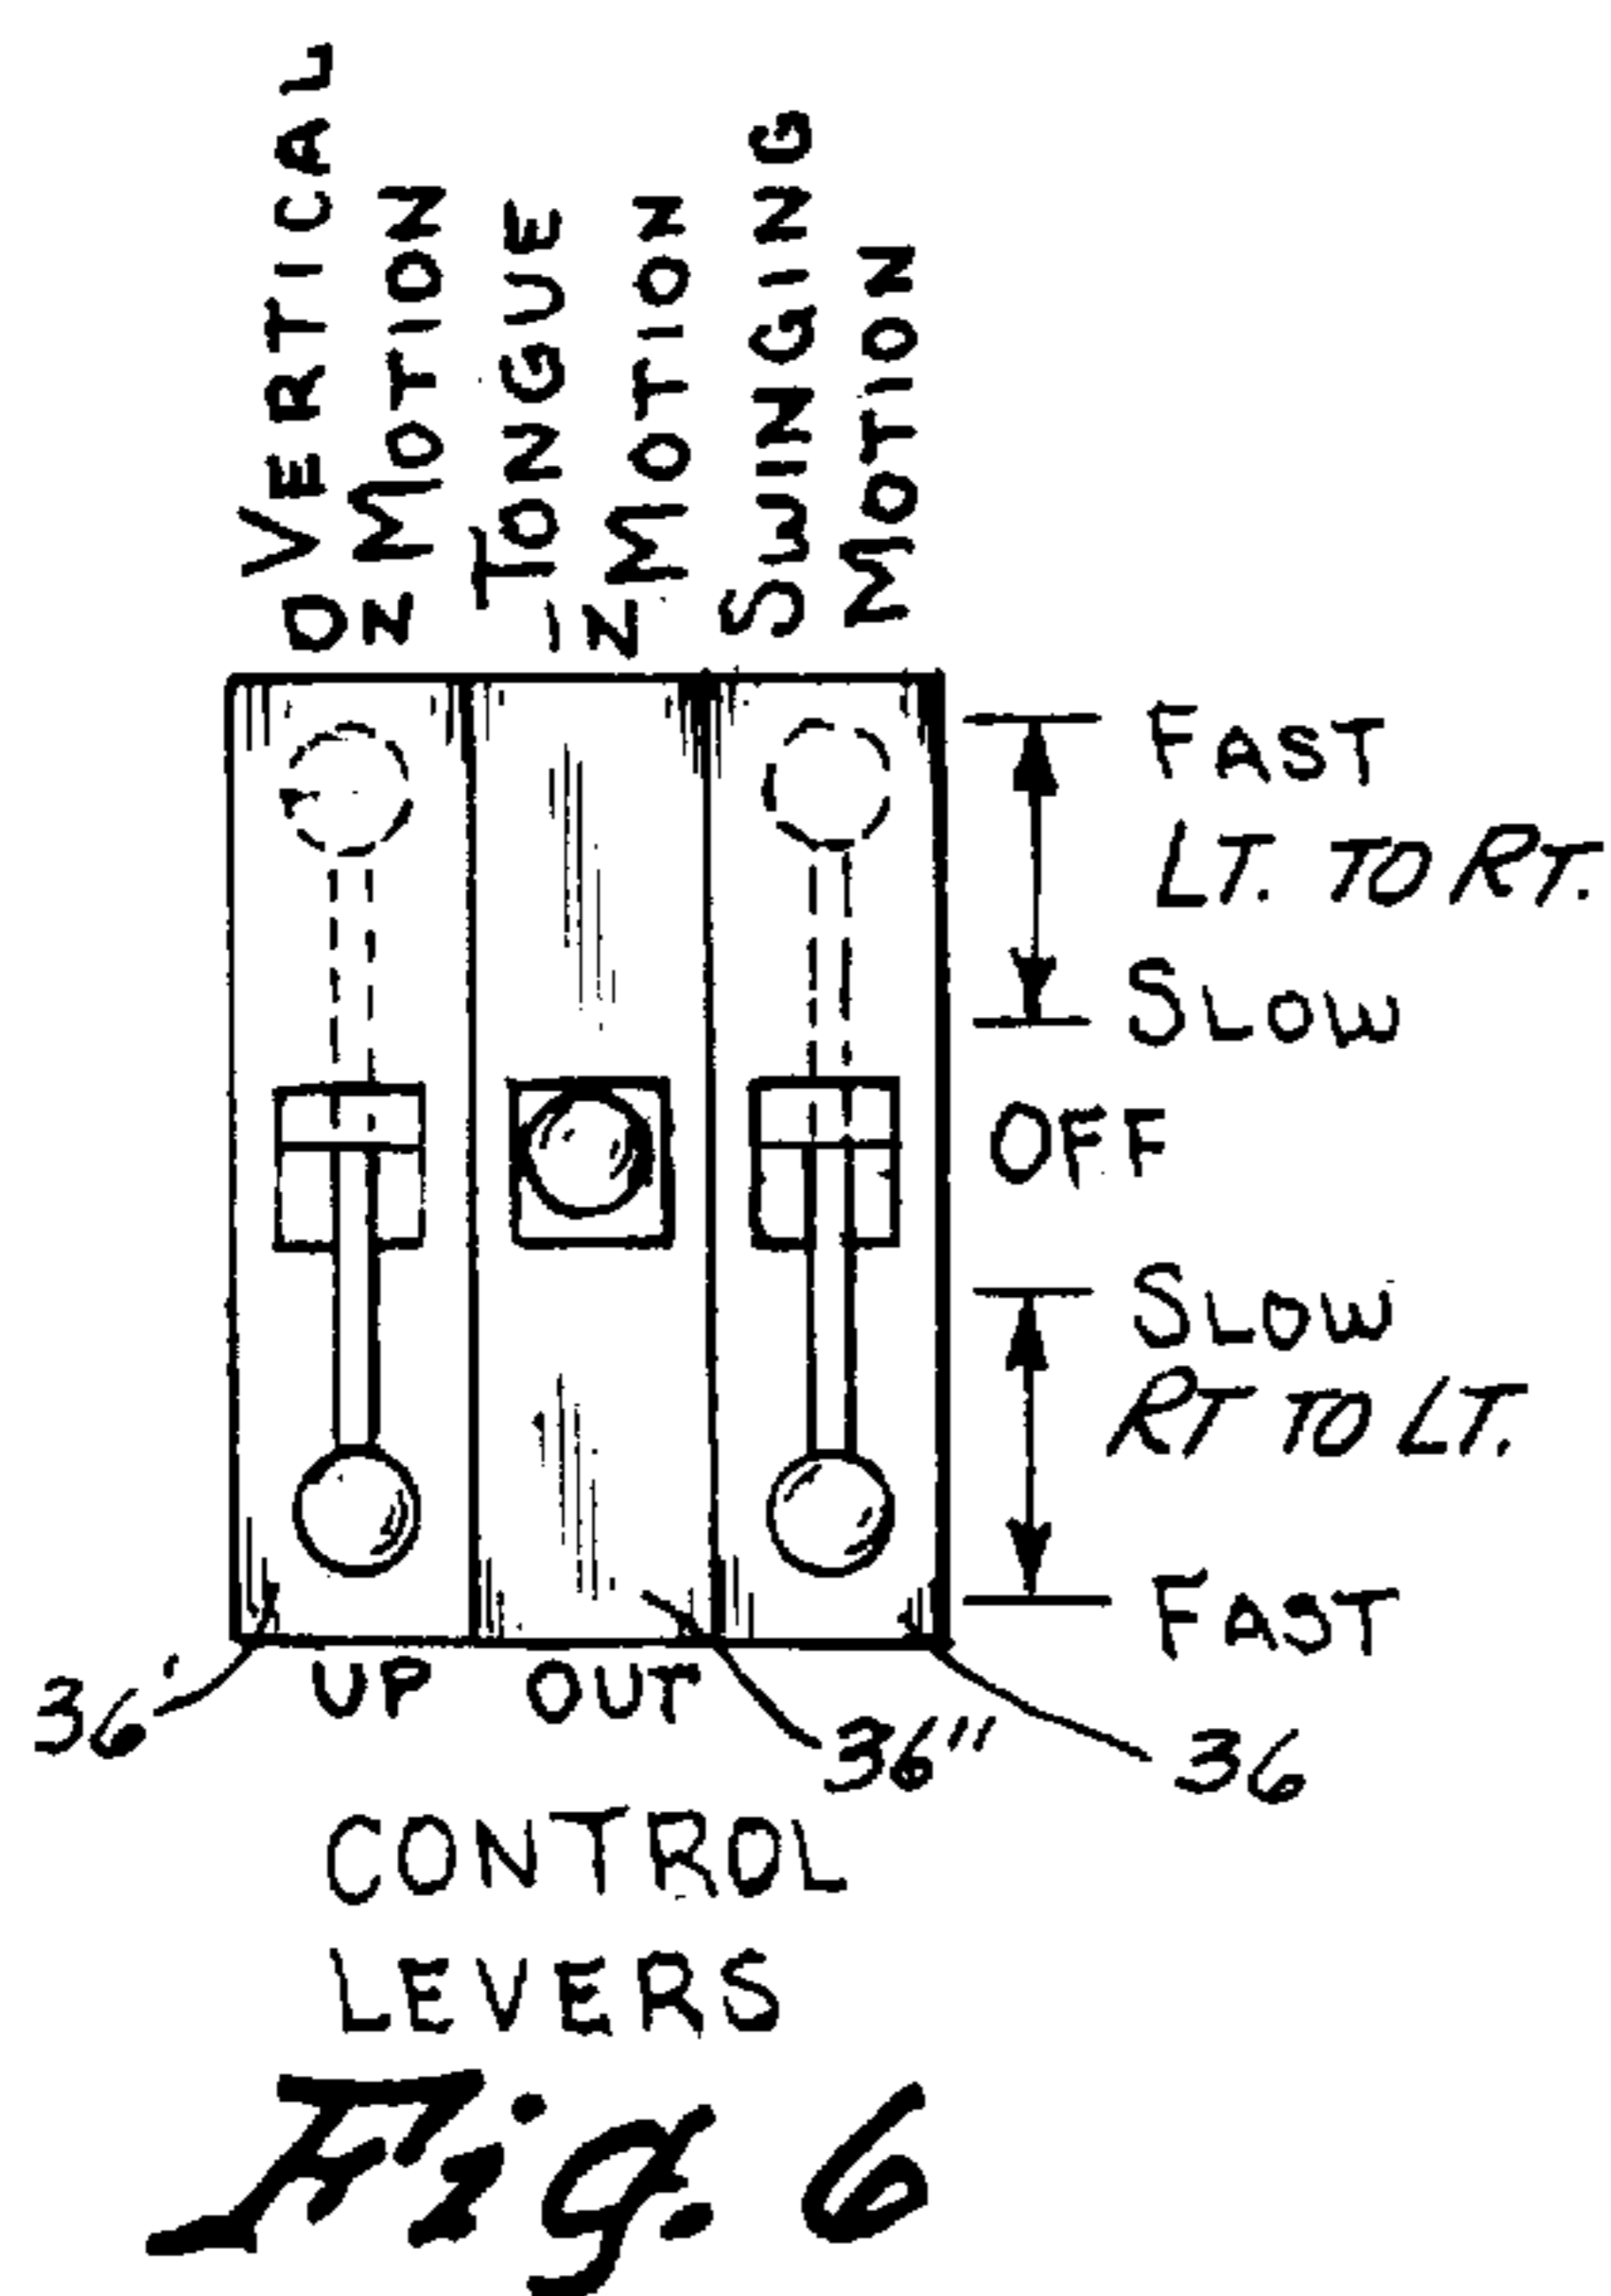 VERTICAL
MOTION
TONGUE
MOTION
SWINGING
MOTION
DN
IN
FAST
LT. TO RT.
SLOW
OFF
SLOW
RT TO LT.
FAST
UP OUT
36' 36" 36
CONTROL
LEVERS
Fig. 6